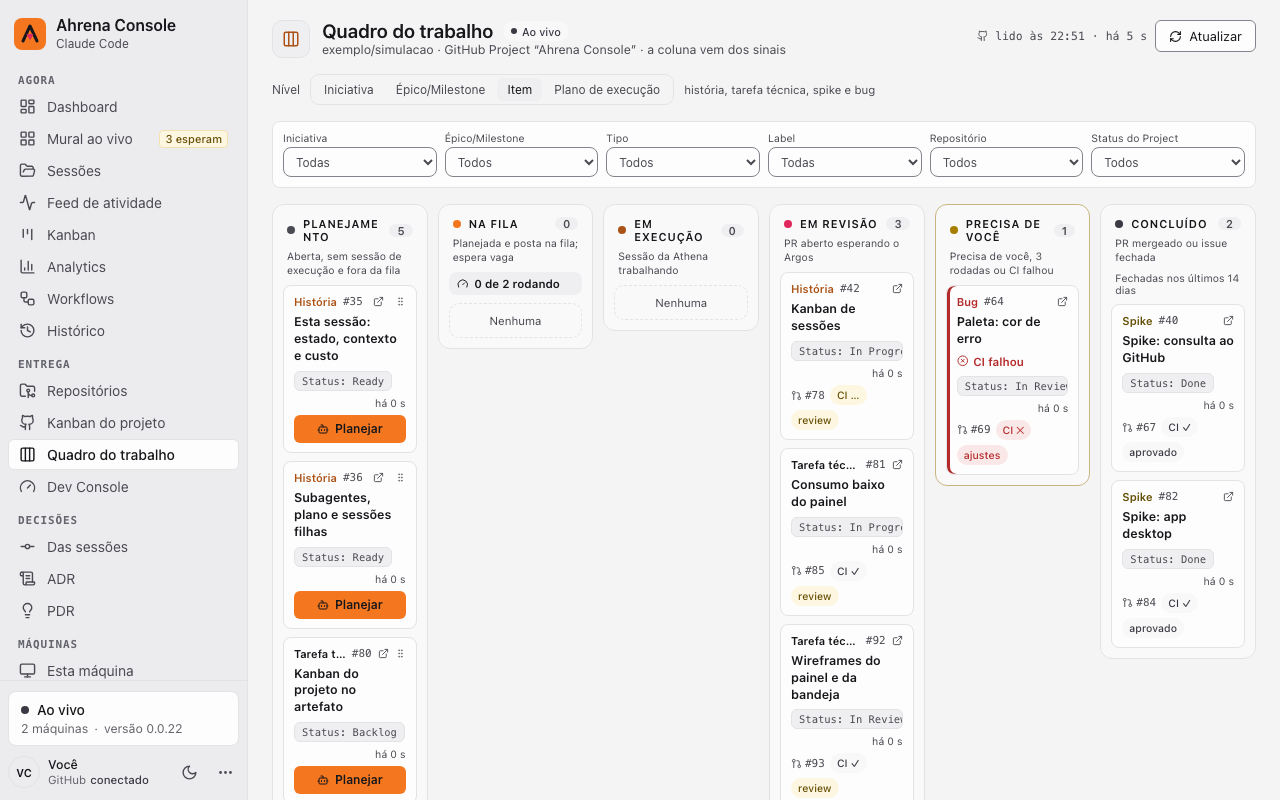 Ahrena Console
Claude Code
AGORA
Dashboard
Mural ao vivo
3 esperam
Sessões
Feed de atividade
Kanban
Analytics
Workflows
Histórico
ENTREGA
Repositórios
Kanban do projeto
Quadro do trabalho
Dev Console
DECISÕES
Das sessões
ADR
PDR
MÁQUINAS
Esta máquina
Ao vivo
2 máquinas · versão 0.0.22
VC
Você
GitHub conectado
Quadro do trabalho
Ao vivo
exemplo/simulacao · GitHub Project “Ahrena Console” · a coluna vem dos sinais
lido às 22:51 · há 5 s
Atualizar
Nível
Iniciativa
Épico/Milestone
Item
Plano de execução
história, tarefa técnica, spike e bug
Iniciativa
Todas
Épico/Milestone
Todos
Tipo
Todos
Label
Todas
Repositório
Todos
Status do Project
Todos
PLANEJAME
NTO
5
Aberta, sem sessão de
execução e fora da fila
História #35
Esta sessão:
estado, contexto
e custo
Status: Ready
há 0 s
Planejar
História #36
Subagentes,
plano e sessões
filhas
Status: Ready
há 0 s
Planejar
Tarefa t... #80
Kanban do
projeto no
artefato
Status: Backlog
há 0 s
Planejar
NA FILA
0
Planejada e posta na fila;
espera vaga
0 de 2 rodando
Nenhuma
EM
EXECUÇÃO
0
Sessão da Athena
trabalhando
Nenhuma
EM REVISÃO
3
PR aberto esperando o
Argos
História #42
Kanban de
sessões
Status: In Progre
há 0 s
#78 CI ...
review
Tarefa téc... #81
Consumo baixo
do painel
Status: In Progre
há 0 s
#85 CI ✓
review
Tarefa téc... #92
Wireframes do
painel e da
bandeja
Status: In Review
há 0 s
#93 CI ✓
review
PRECISA DE
VOCÊ
1
Precisa de você, 3
rodadas ou CI falhou
Bug #64
Paleta: cor de
erro
CI falhou
Status: In Review
há 0 s
#69 CI ✕
ajustes
CONCLUÍDO
2
PR mergeado ou issue
fechada
Fechadas nos últimos 14
dias
Spike #40
Spike: consulta ao
GitHub
Status: Done
há 0 s
#67 CI ✓
aprovado
Spike #82
Spike: app
desktop
Status: Done
há 0 s
#84 CI ✓
aprovado